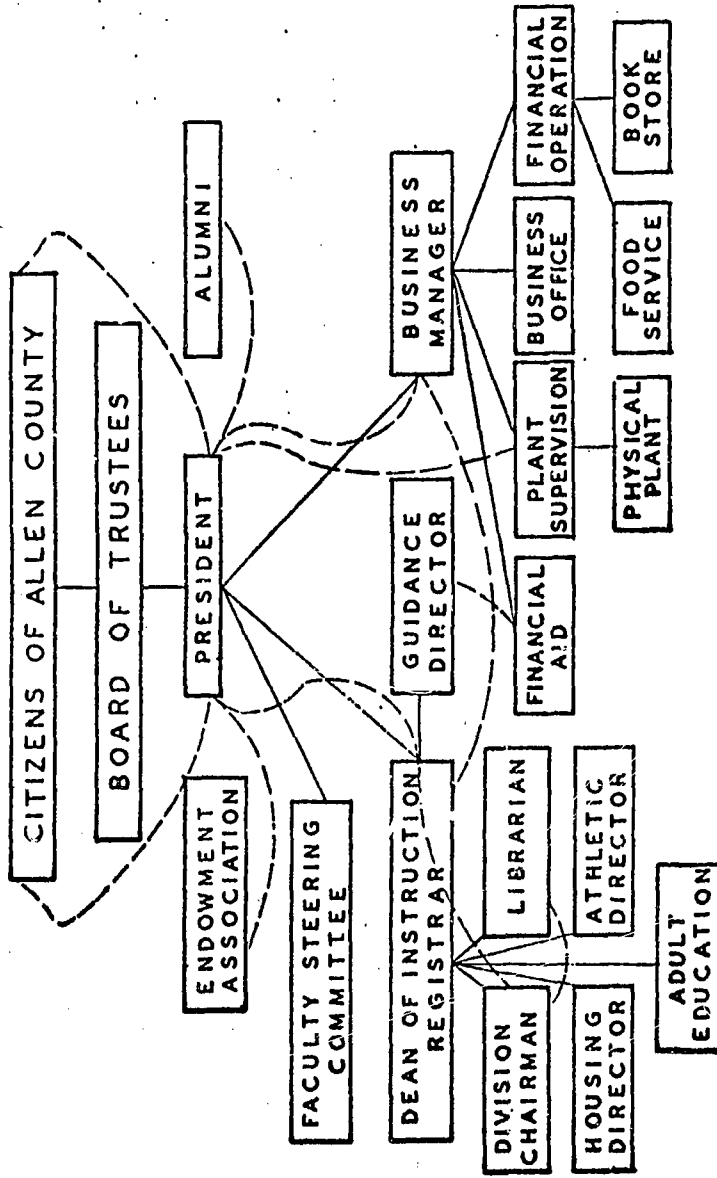 CITIZENS OF ALLEN COUNTY
BOARD OF TRUSTEES
ENDOWMENT
ASSOCIATION
PRESIDENT
ALUMNI
FACULTY STEERING
COMMITTEE
DEAN OF INSTRUCTION
REGISTRAR
GUIDANCE
DIRECTOR
BUSINESS
MANAGER
DIVISION
CHAIRMAN
LIBRARIAN
FINANCIAL
AID
PLANT
SUPERVISION
BUSINESS
OFFICE
FINANCIAL
OPERATION
HOUSING
DIRECTOR
ATHLETIC
DIRECTOR
PHYSICAL
PLANT
FOOD
SERVICE
BOOK
STORE
ADULT
EDUCATION